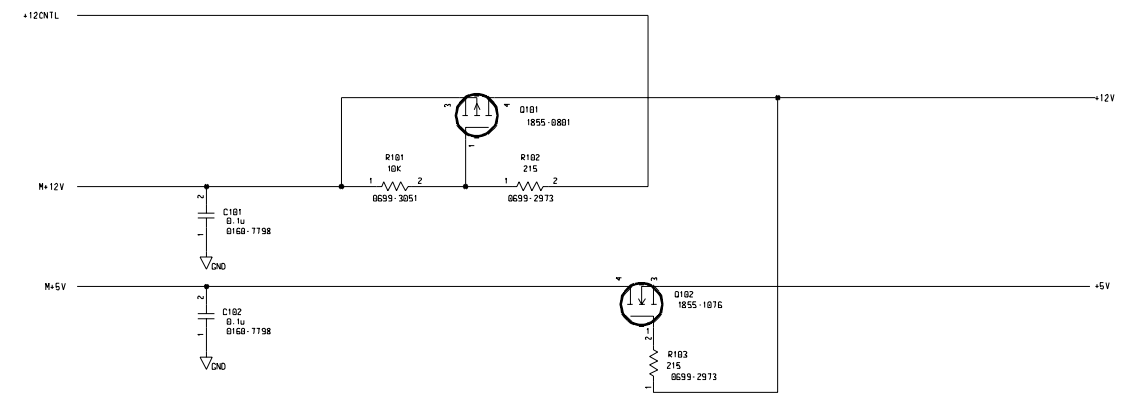 +12CNTL
3
4
Q101
1855-0801
+12V
1
R101
10K
R102
215
M+12V
1
2
1
2
0699-3051
0699-2973
2
C101
0.1u
0160-7798
1
GND
M+5V
4
3
+5V
Q102
1855-1076
2
C102
0.1u
0160-7798
1
1
2
GND
R103
215
0699-2973
1